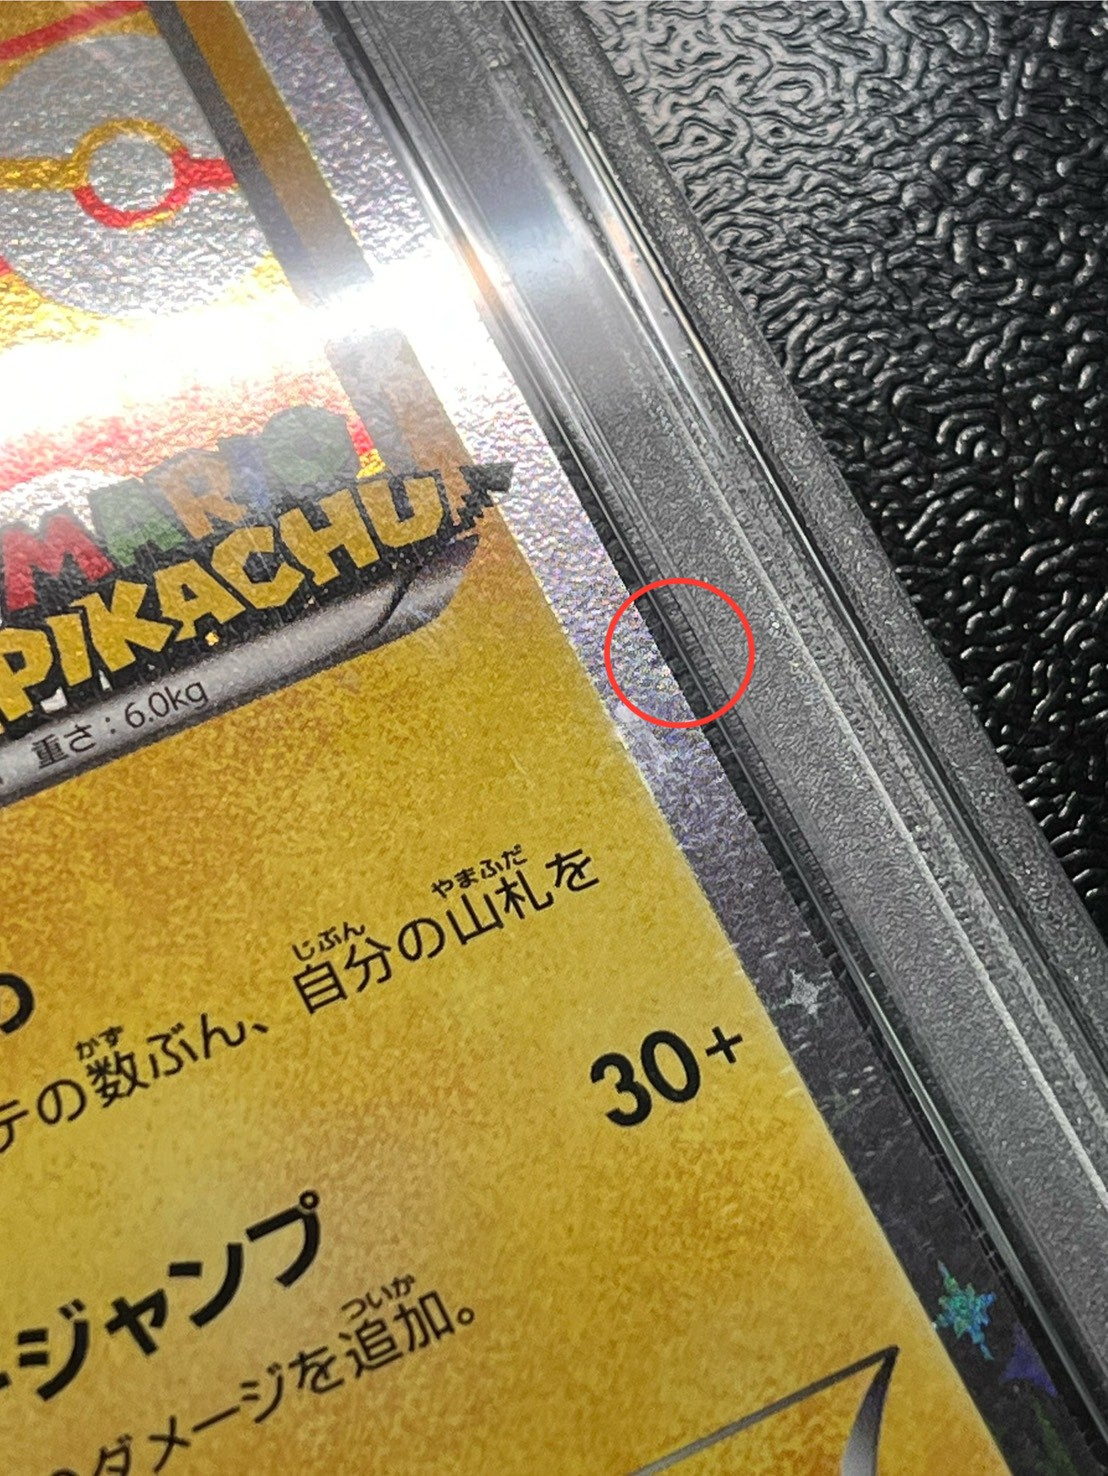 MARIO
PIKACHU
重さ：6.0kg
やまふだ
じぶん
自分の山札を
かず
テの数ぶん、
30+
ジャンプ
ついか
ダメージを追加。